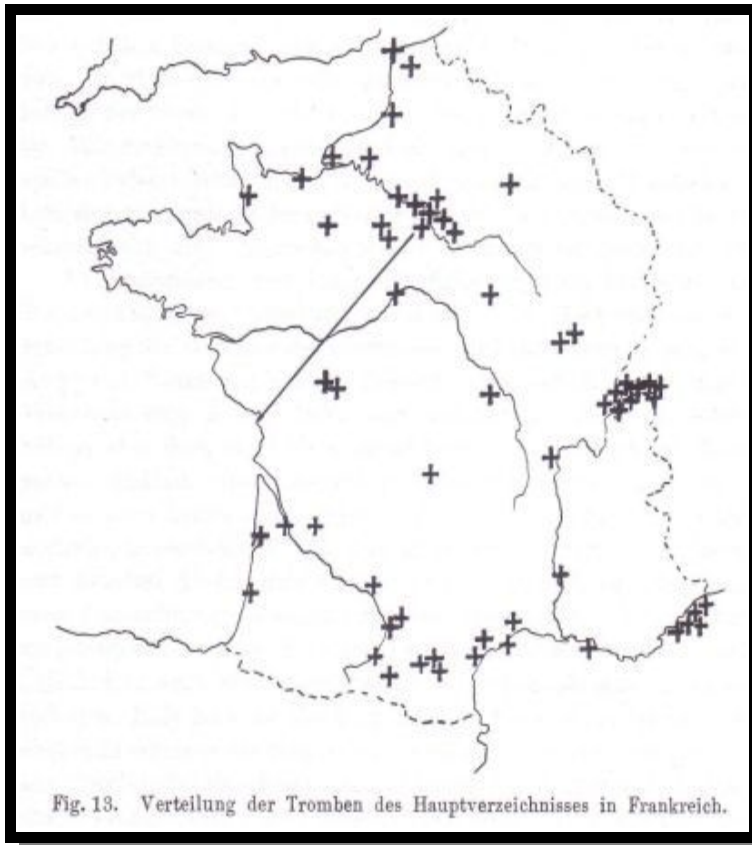 Fig. 13. Verteilung der Tromben des Hauptverzeichnisses in Frankreich.